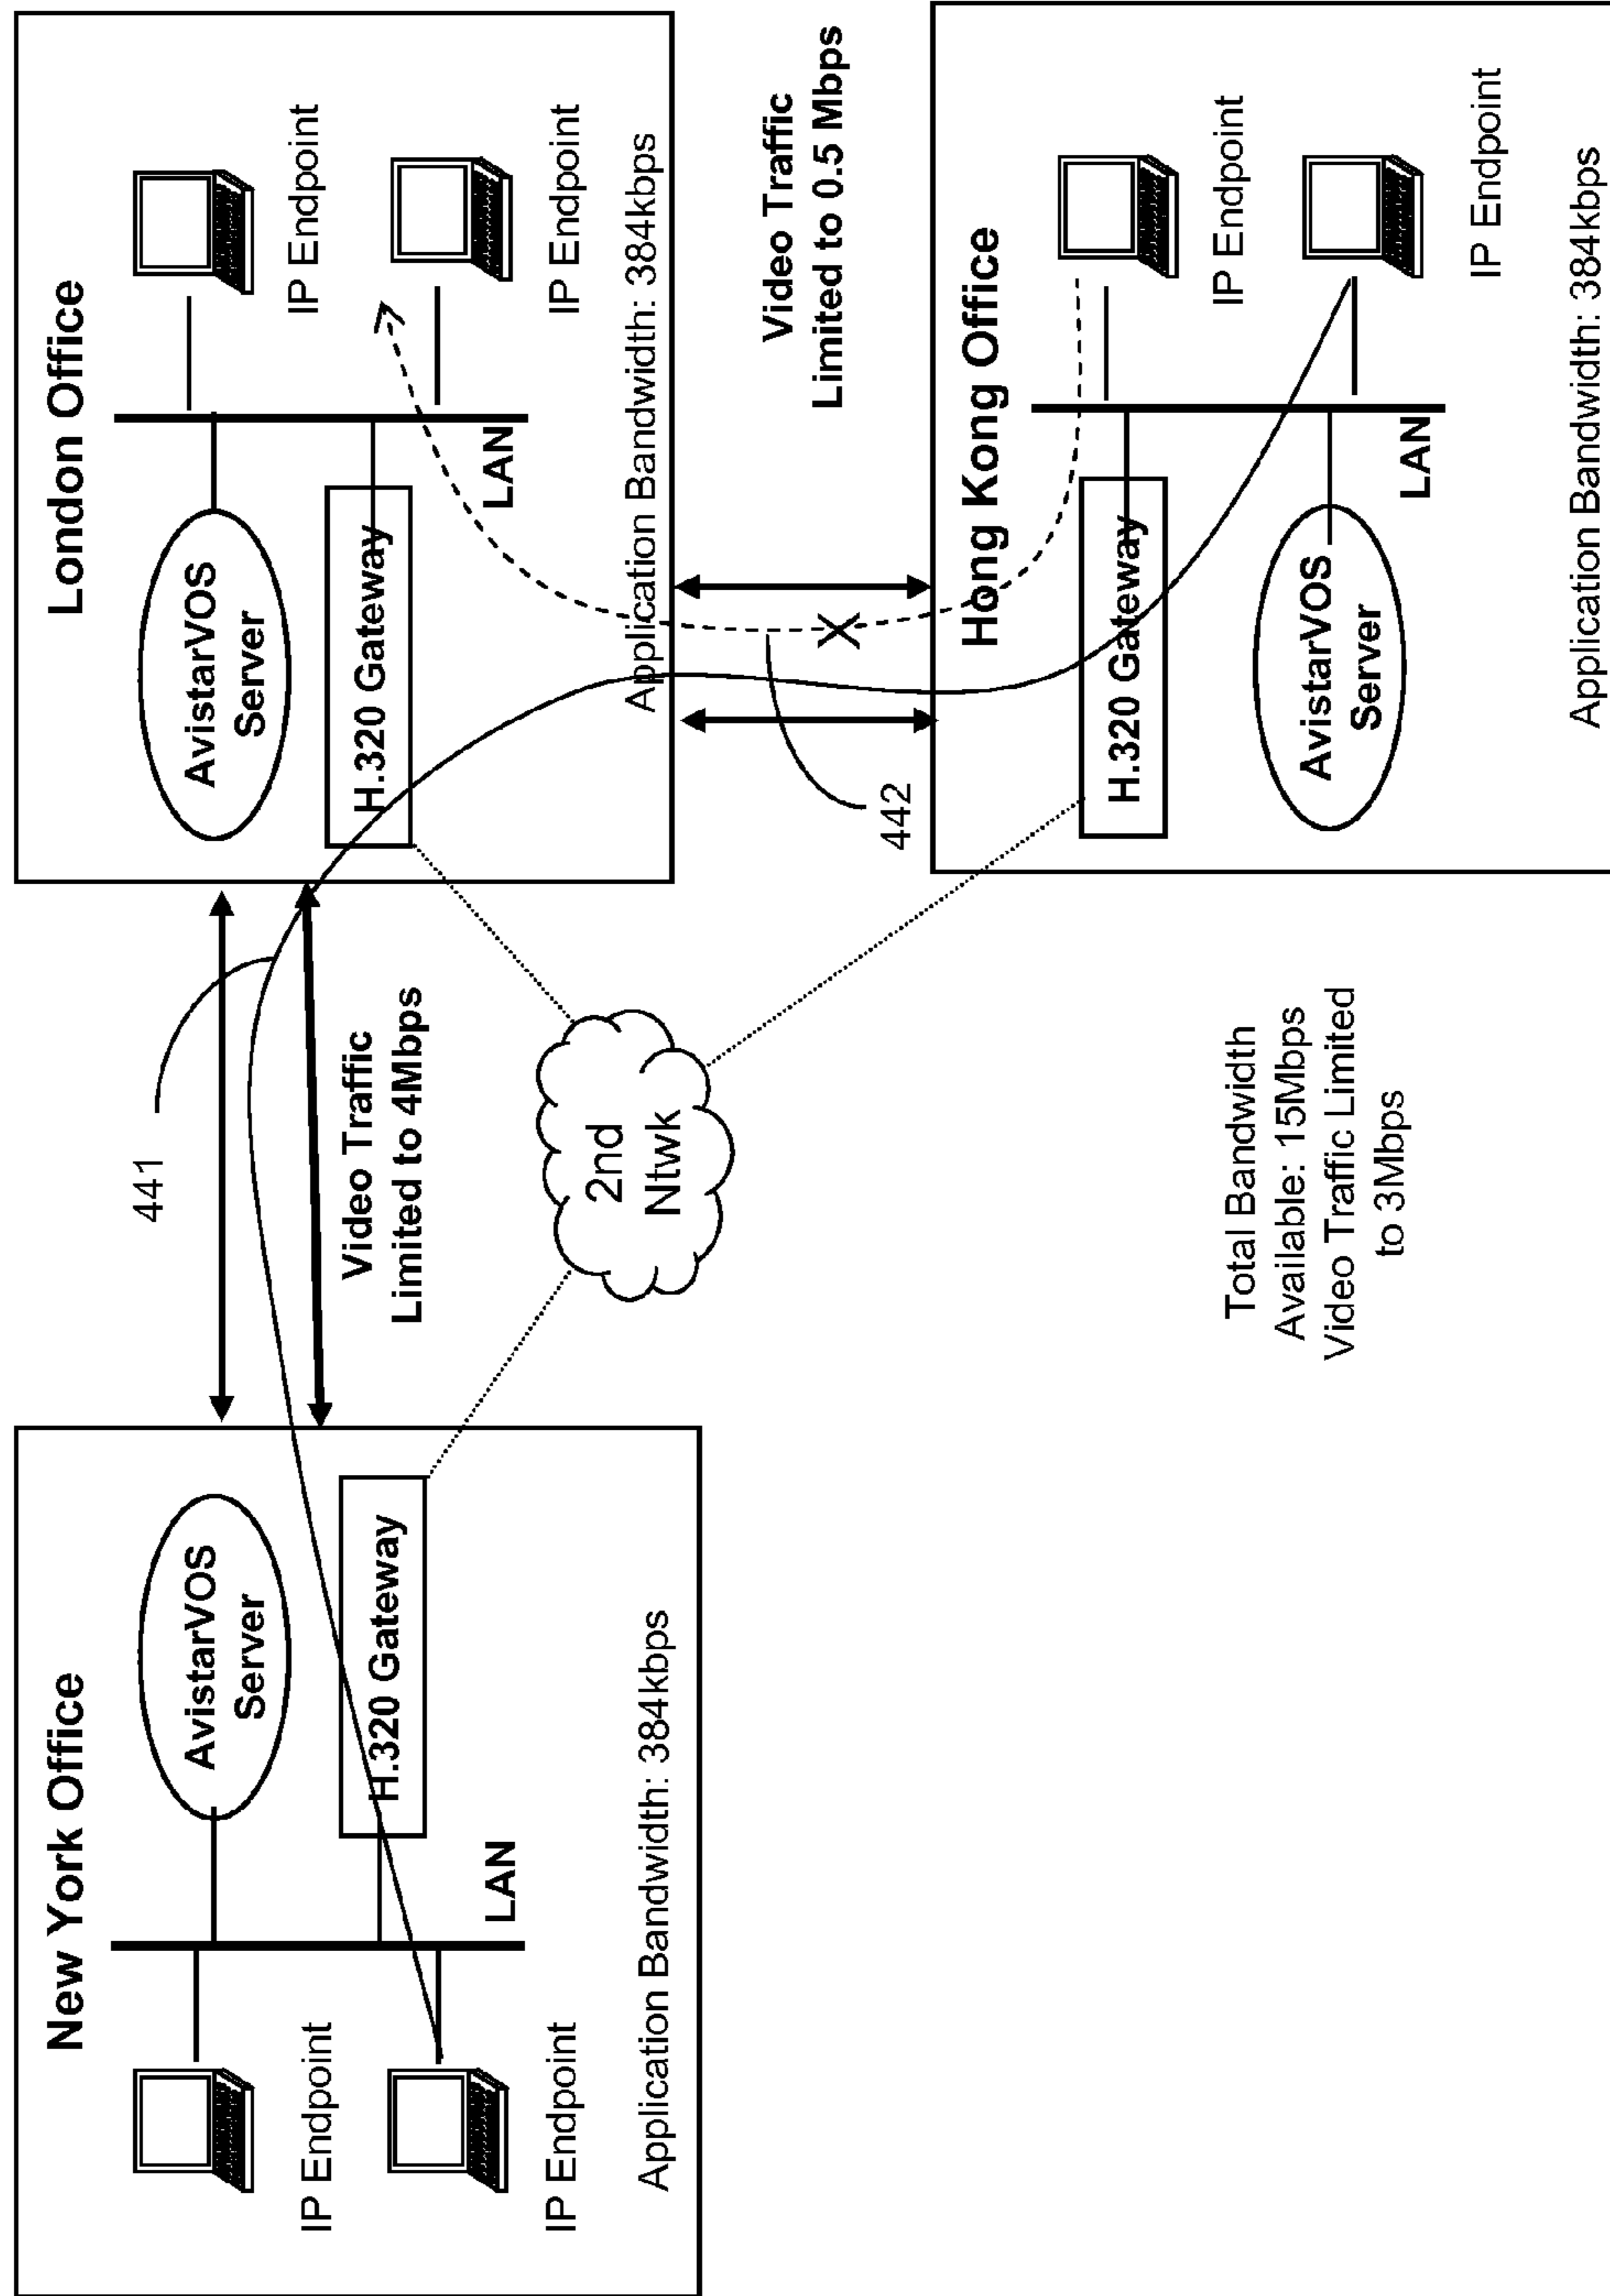 New York Office
AvistarVOS
Server
H.320 Gateway
LAN
IP Endpoint
IP Endpoint
Application Bandwidth: 384kbps
441
Video Traffic
Limited to 4Mbps
2nd
Ntwk
London Office
AvistarVOS
Server
H.320 Gateway
LAN
IP Endpoint
IP Endpoint
Application Bandwidth: 384kbps
442
Video Traffic
Limited to 0.5 Mbps
Total Bandwidth
Available: 15Mbps
Video Traffic Limited
to 3Mbps
Hong Kong Office
H.320 Gateway
AvistarVOS
Server
LAN
IP Endpoint
IP Endpoint
Application Bandwidth: 384kbps